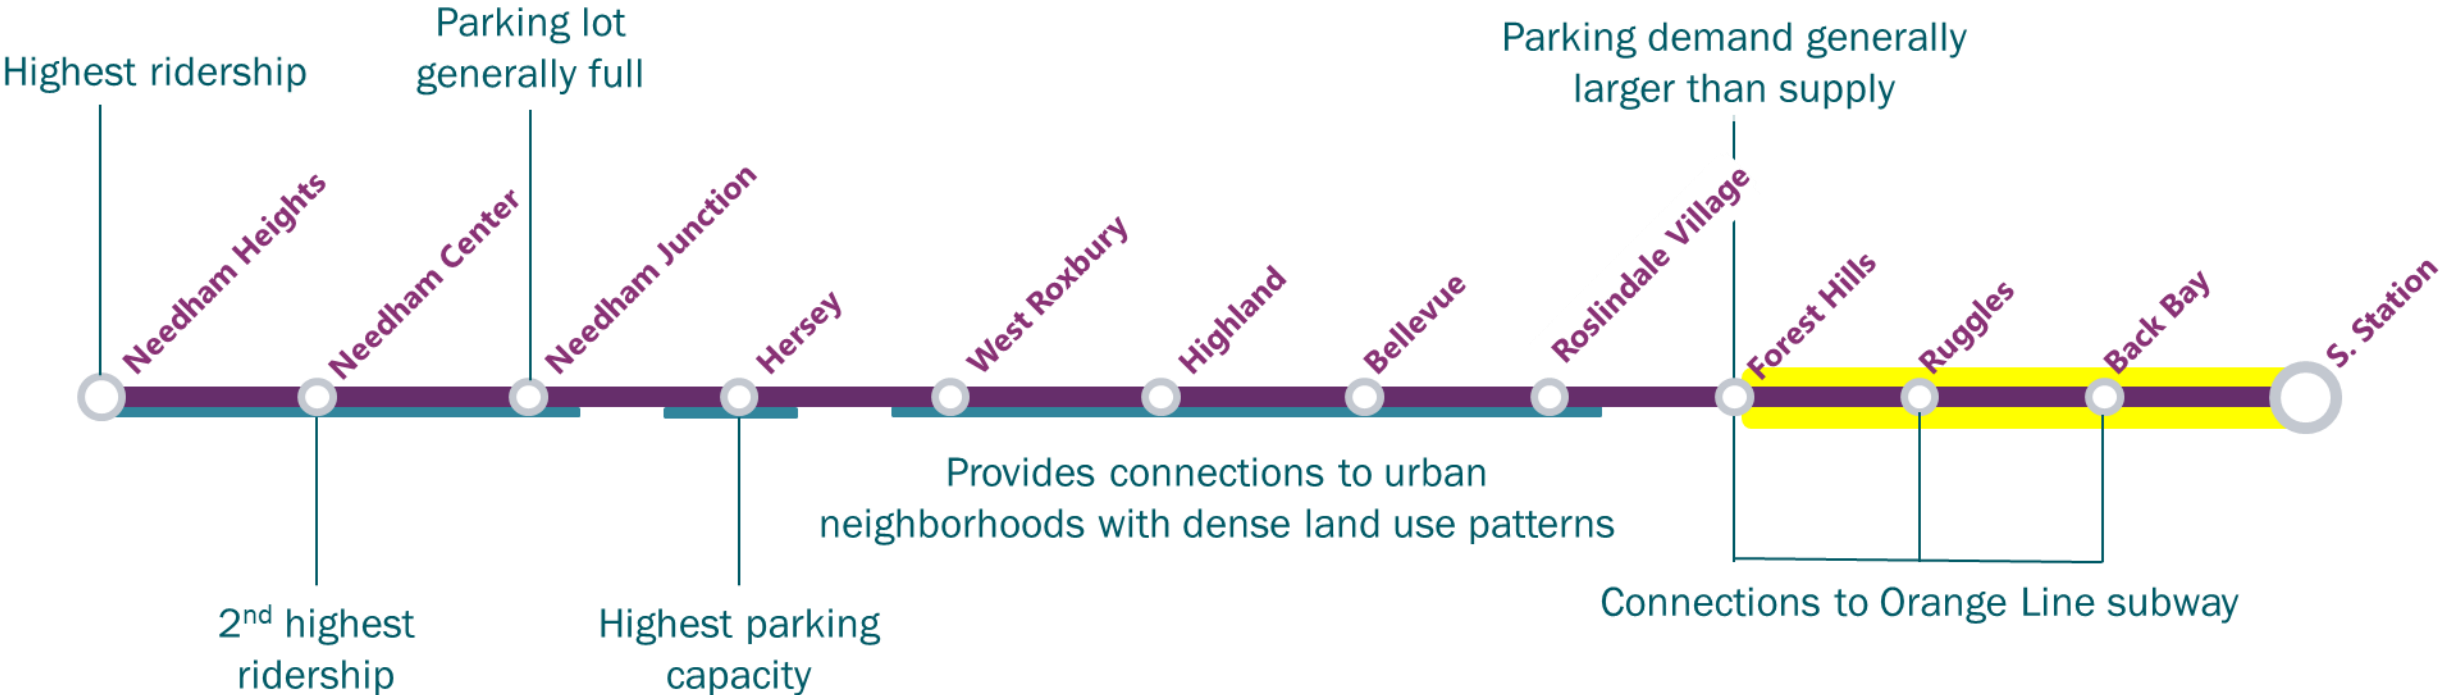 Highest ridership
Parking lot
generally full
Parking demand generally
larger than supply
Needham Heights
Needham Center
Needham Junction
Hersey
West Roxbury
Highland
Bellevue
Roslindale Village
Forest Hills
Ruggles
Back Bay
S. Station
Provides connections to urban
neighborhoods with dense land use patterns
2nd highest
ridership
Highest parking
capacity
Connections to Orange Line subway